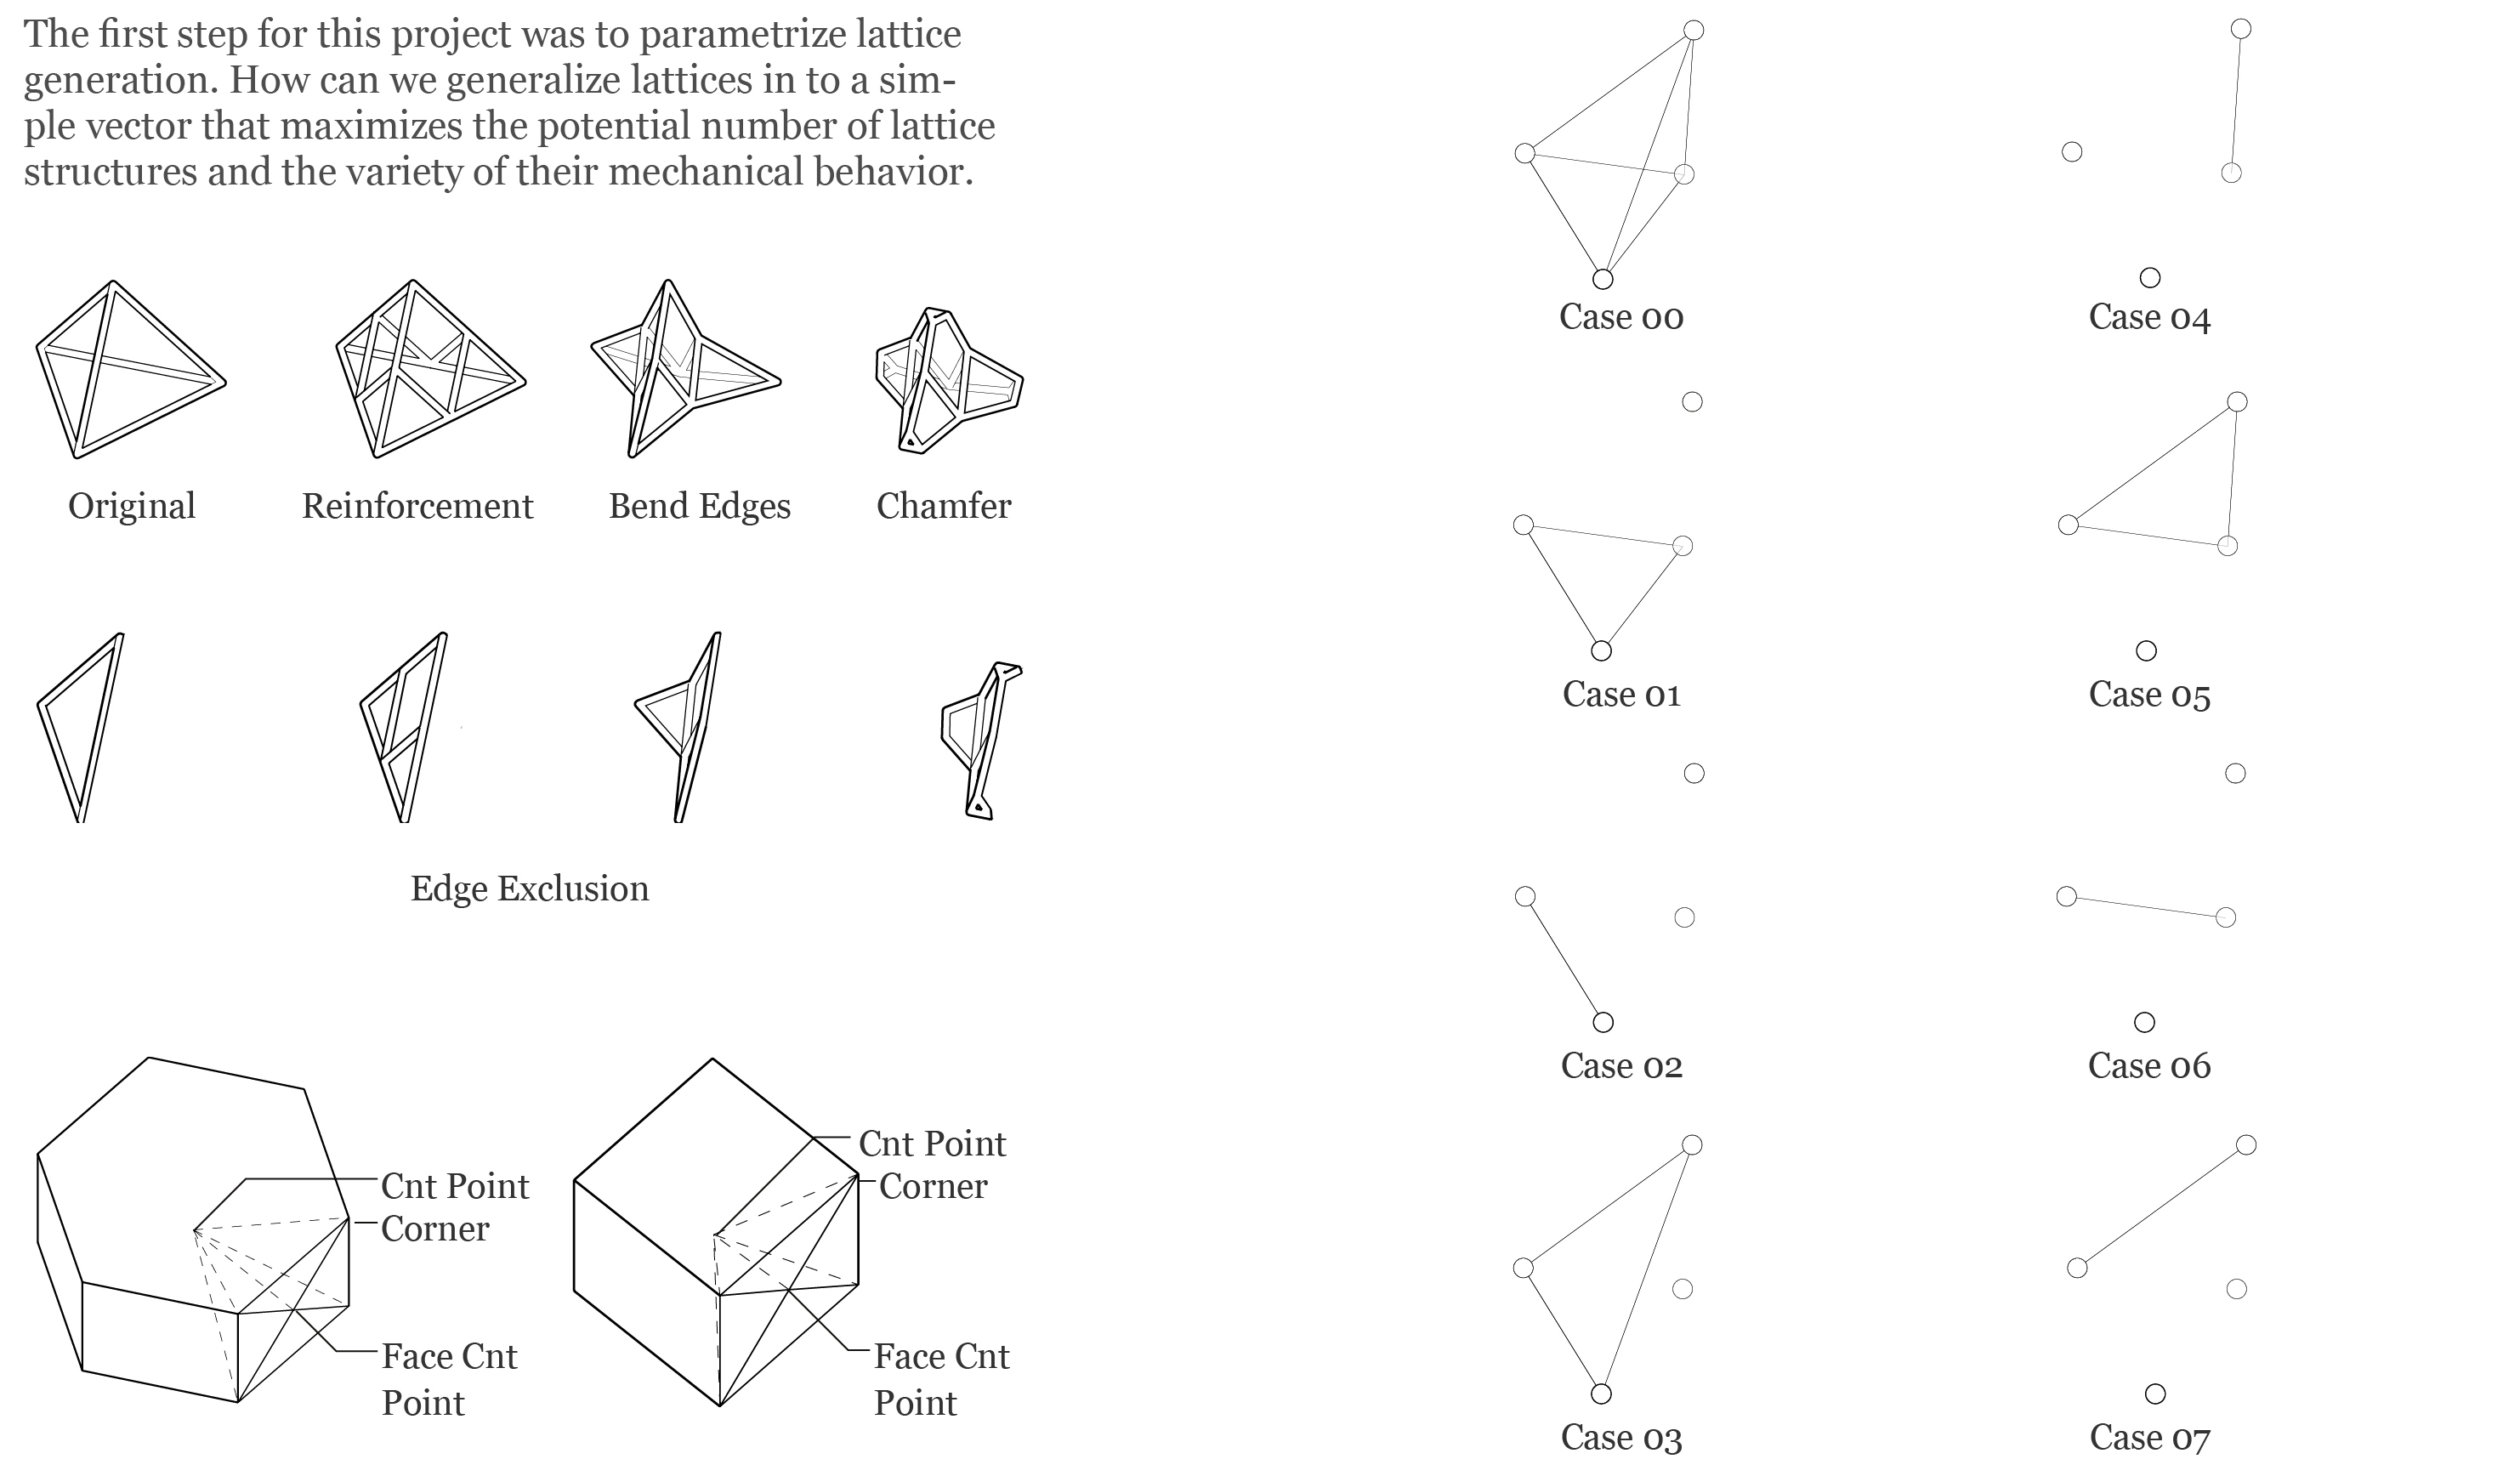 The first step for this project was to parametrize lattice
generation. How can we generalize lattices in to a sim-
ple vector that maximizes the potential number of lattice
structures and the variety of their mechanical behavior.
Original
Reinforcement
Bend Edges
Chamfer
Edge Exclusion
Cnt Point
Corner
Face Cnt
Point
Cnt Point
Corner
Face Cnt
Point
Case 00
Case 04
Case 01
Case 05
Case 02
Case 06
Case 03
Case 07